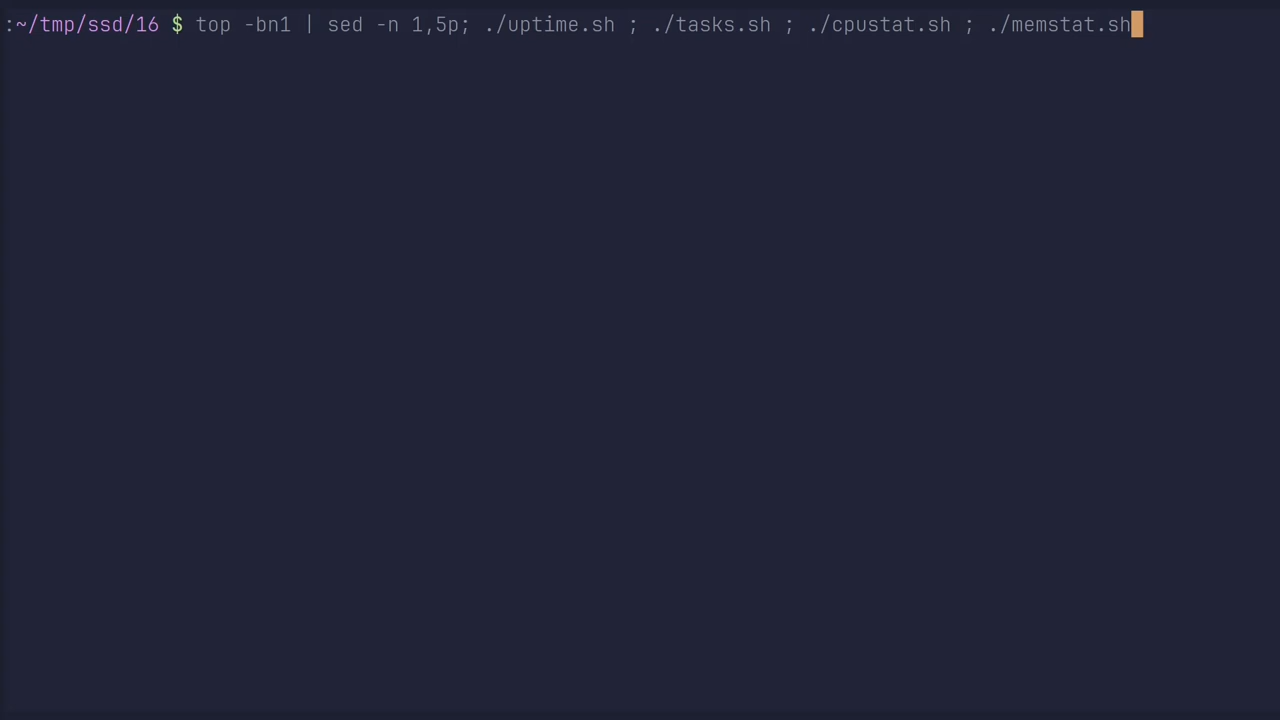 :~/tmp/ssd/16 $ top -bn1 | sed -n 1,5p; ./uptime.sh ; ./tasks.sh ; ./cpustat.sh ; ./memstat.sh